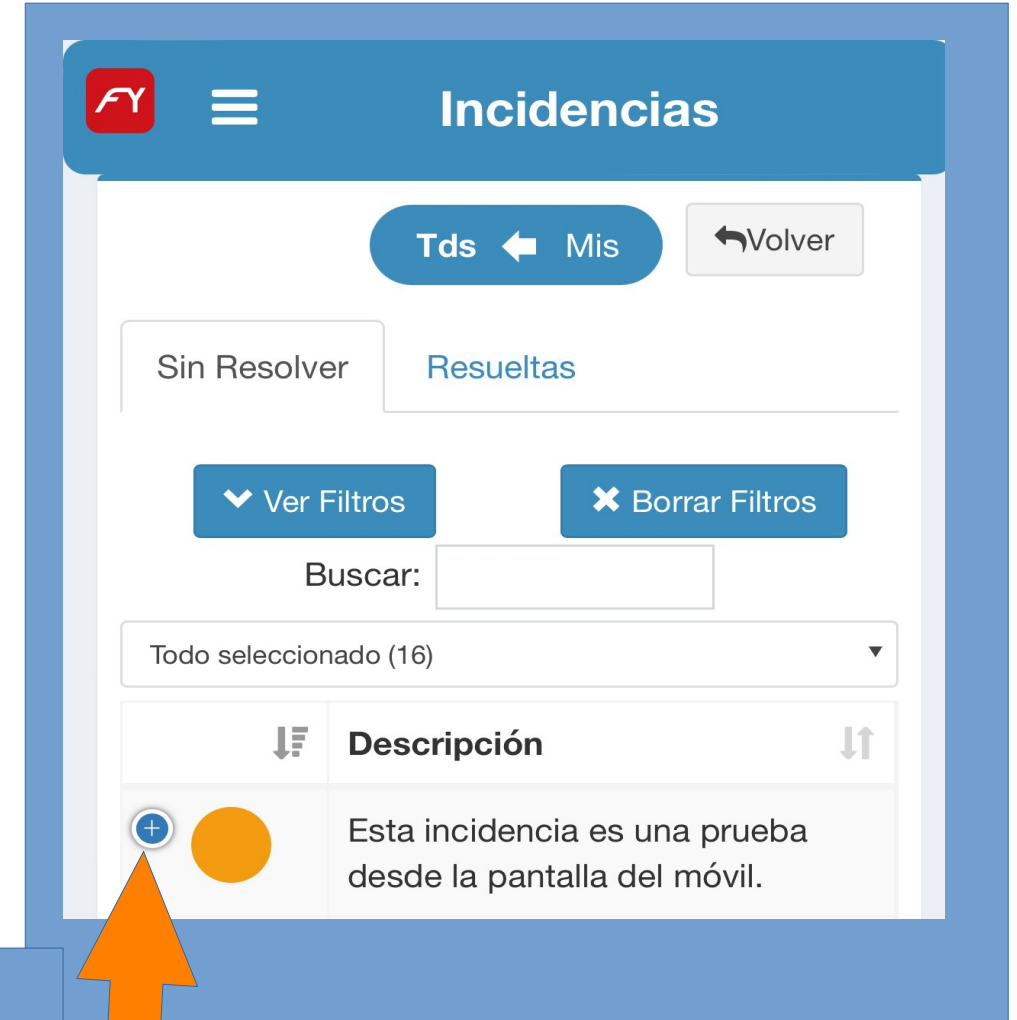 FY
Incidencias
Tds Mis
Volver
Sin Resolver Resueltas
Ver Filtros Borrar Filtros
Buscar:
Todo seleccionado (16)
Descripción
Esta incidencia es una prueba
desde la pantalla del móvil.